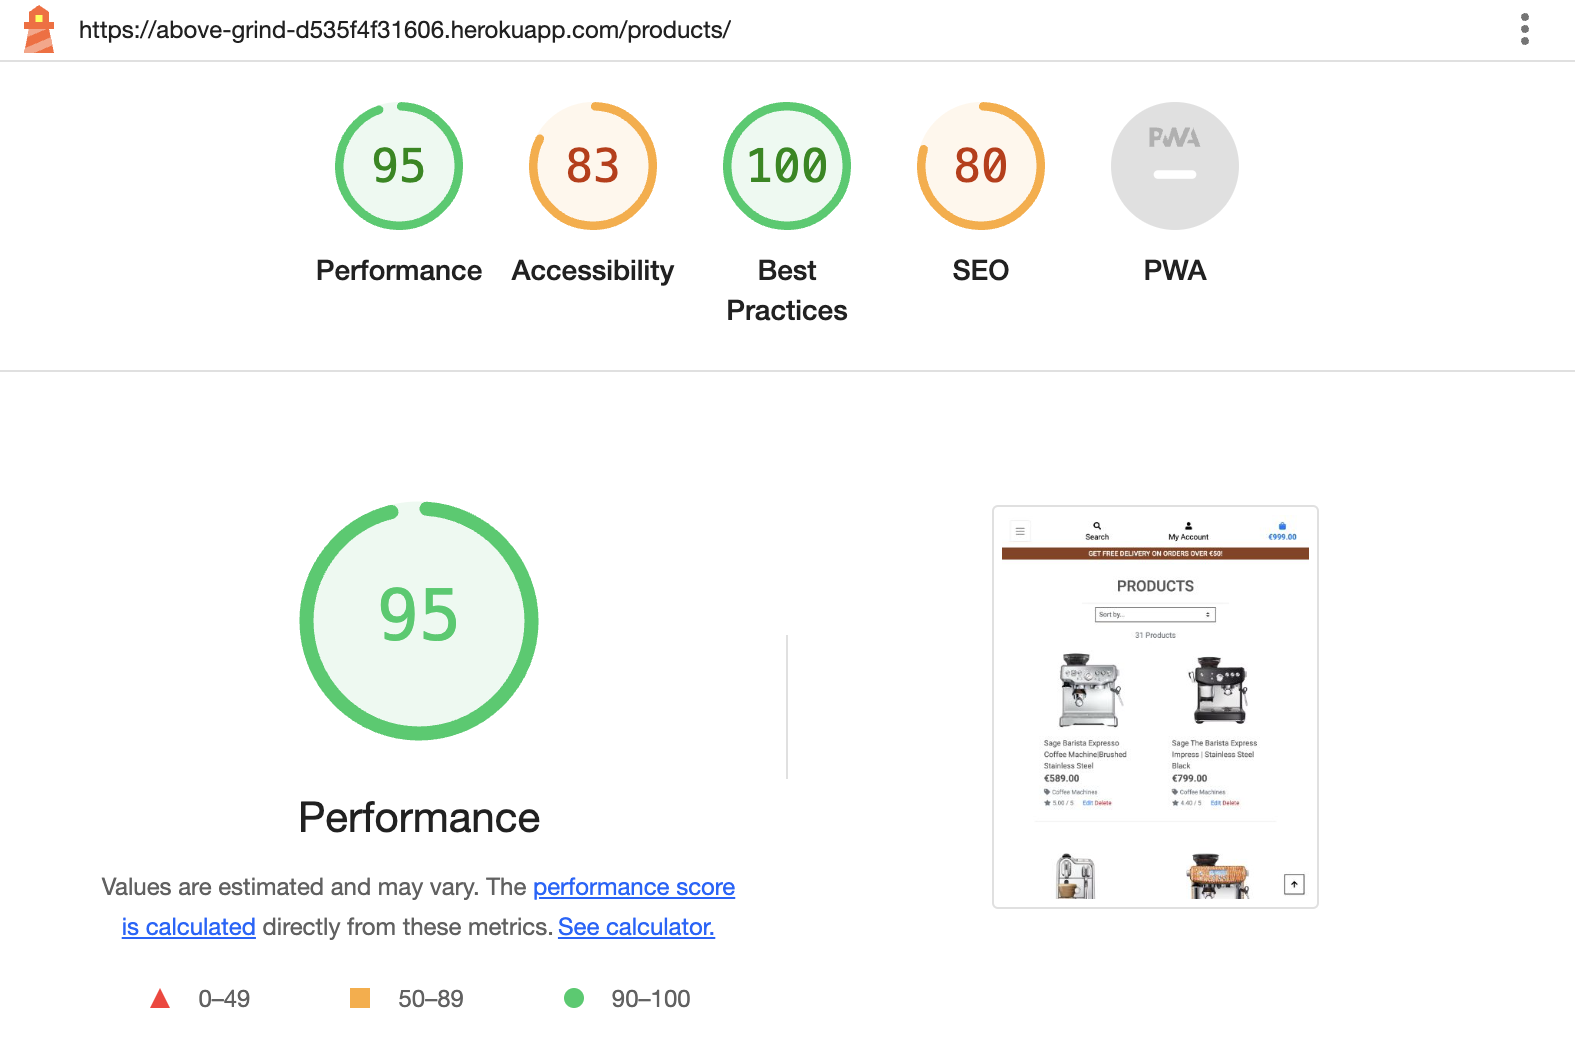 https://above-grind-d535f4f31606.herokuapp.com/products/
95
83
100
80
PWA
Performance
Accessibility
Best
Practices
SEO
PWA
95
Performance
Values are estimated and may vary. The performance score
is calculated directly from these metrics. See calculator.
0–49
50–89
90–100
Search
My Account
€999.00
GET FREE DELIVERY ON ORDERS OVER €50!
PRODUCTS
Sort by...
31 Products
Sage Barista Expresso
Coffee Machine|Brushed
Stainless Steel
€589.00
Coffee Machines
5.00 / 5 Edit Delete
Sage The Barista Express
Impress | Stainless Steel
Black
€799.00
Coffee Machines
4.40 / 5 Edit Delete